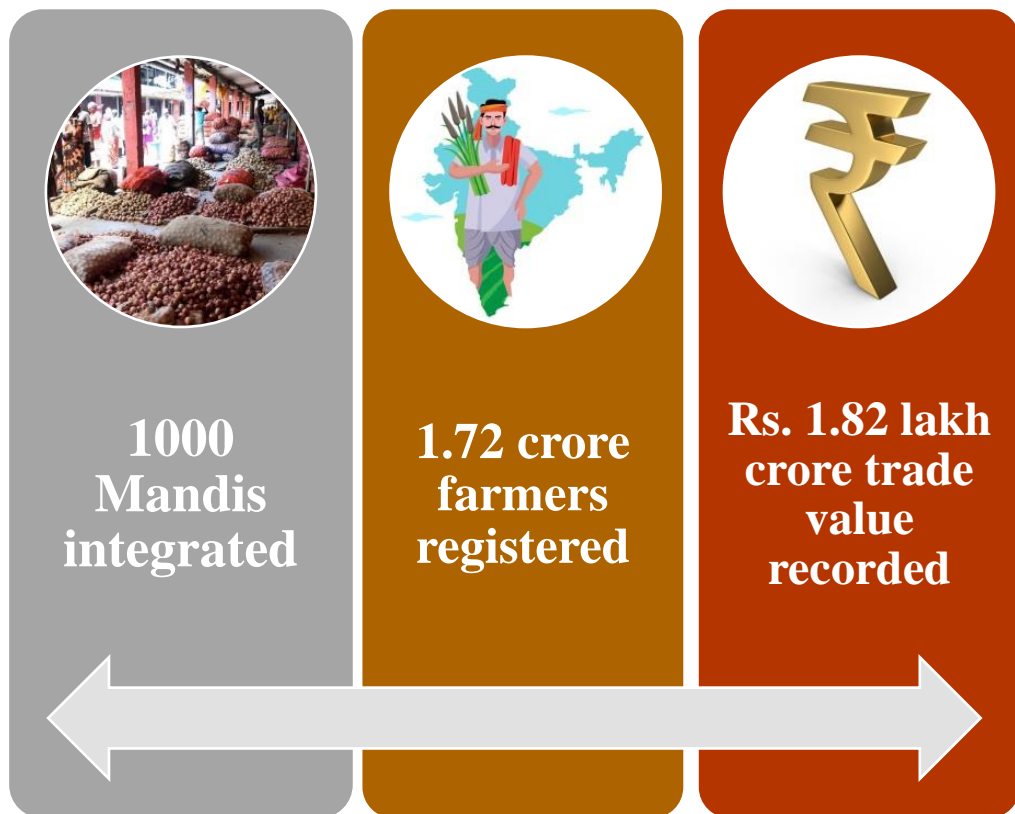 1000
Mandis
integrated
1.72 crore
farmers
registered
Rs. 1.82 lakh
crore trade
value
recorded